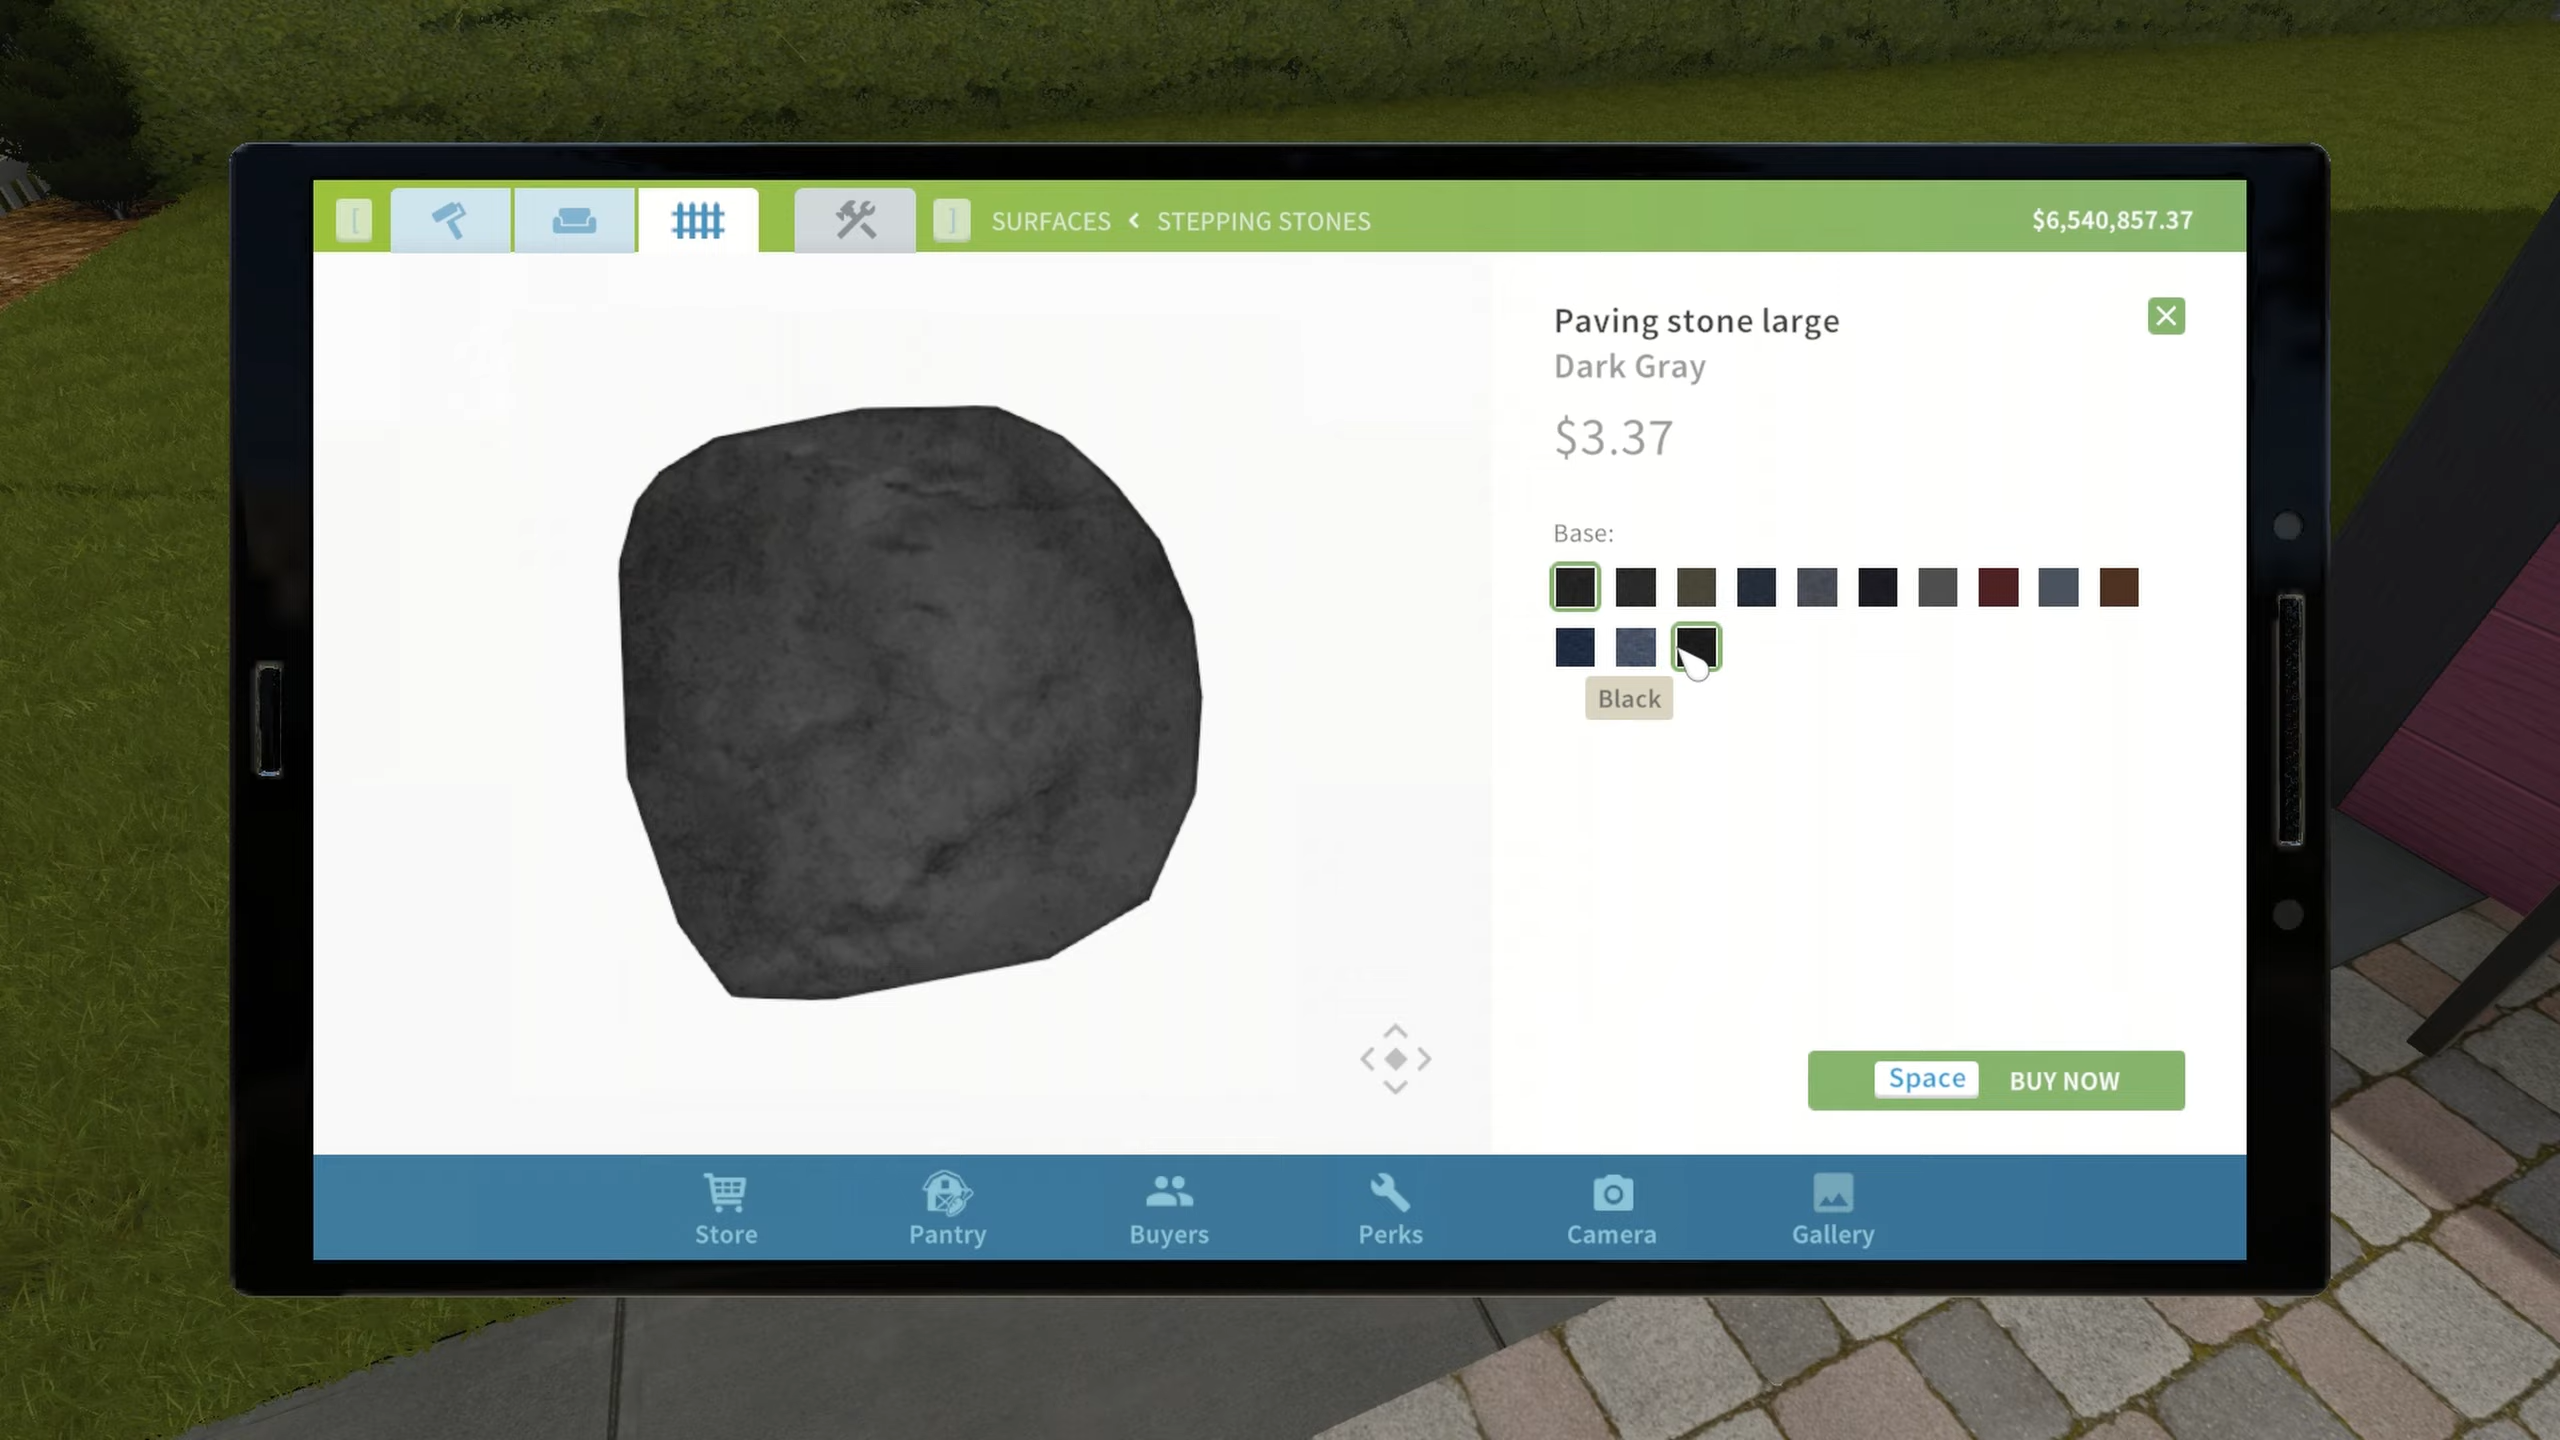 [
]
SURFACES < STEPPING STONES
$6,540,857.37
Paving stone large
Dark Gray
$3.37
Base:
Black
Space BUY NOW
Store
Pantry
Buyers
Perks
Camera
Gallery